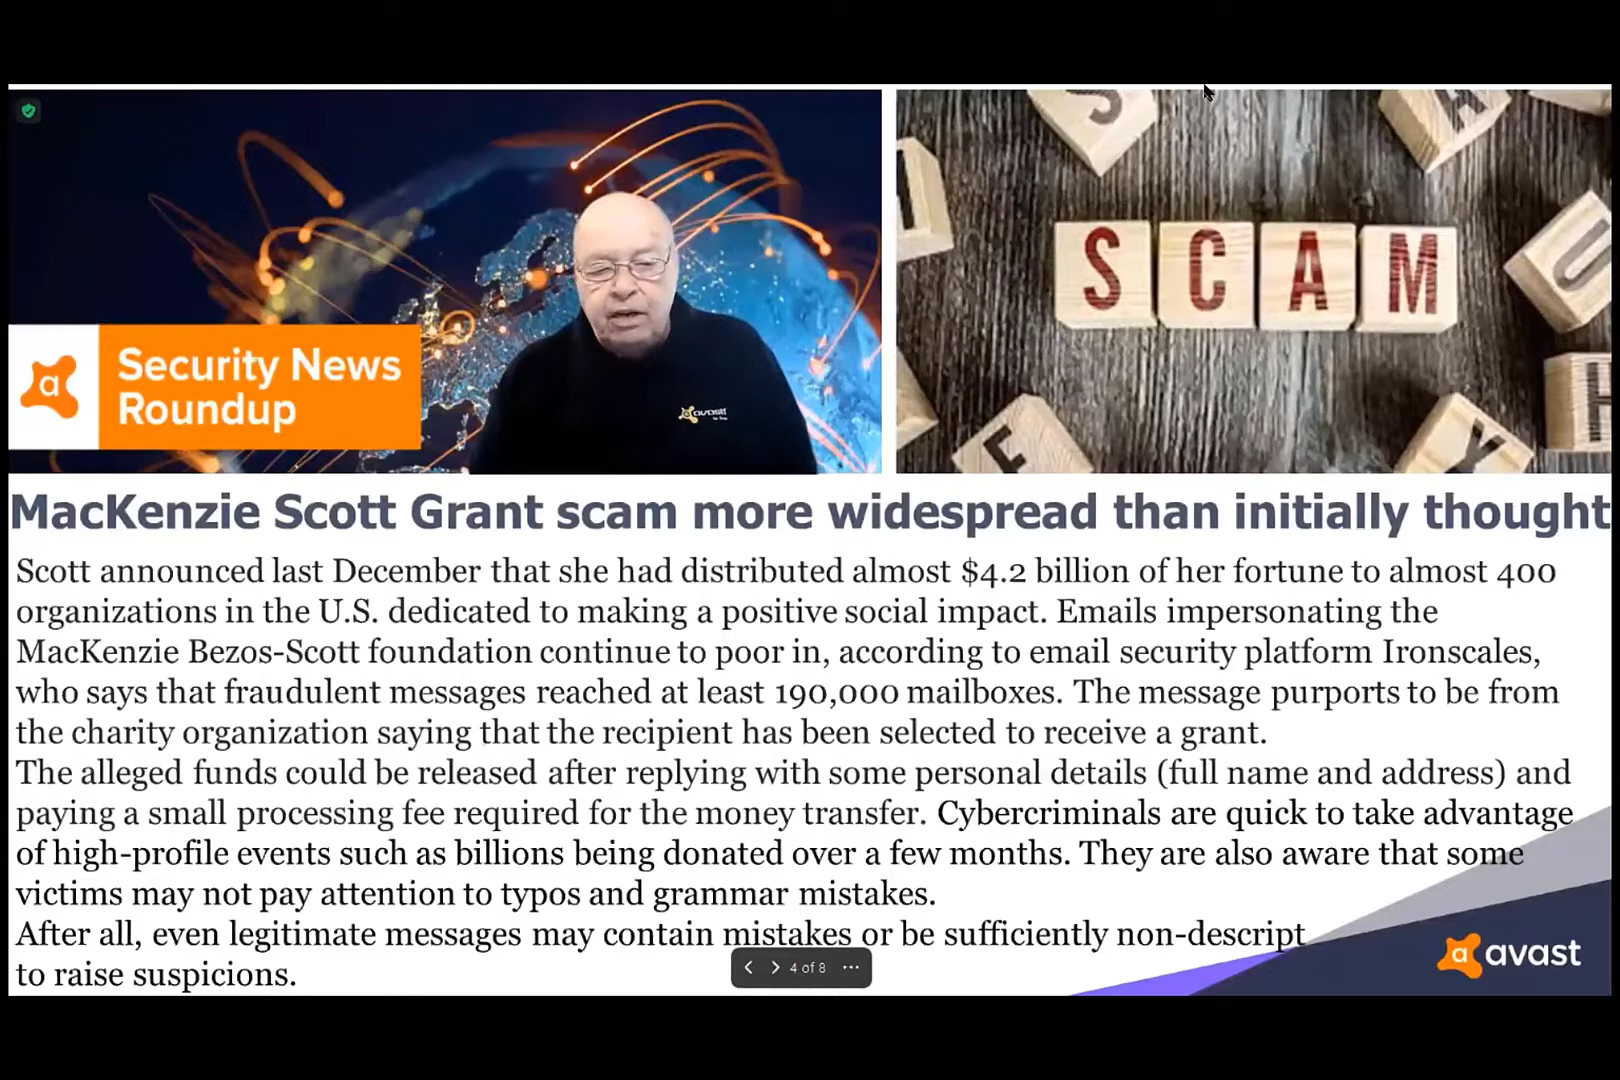 Security News
Roundup
avast!
SCAM
MacKenzie Scott Grant scam more widespread than initially thought
Scott announced last December that she had distributed almost $4.2 billion of her fortune to almost 400
organizations in the U.S. dedicated to making a positive social impact. Emails impersonating the
MacKenzie Bezos-Scott foundation continue to poor in, according to email security platform Ironscales,
who says that fraudulent messages reached at least 190,000 mailboxes. The message purports to be from
the charity organization saying that the recipient has been selected to receive a grant.
The alleged funds could be released after replying with some personal details (full name and address) and
paying a small processing fee required for the money transfer. Cybercriminals are quick to take advantage
of high-profile events such as billions being donated over a few months. They are also aware that some
victims may not pay attention to typos and grammar mistakes.
After all, even legitimate messages may contain mistakes or be sufficiently non-descript
to raise suspicions.
4 of 8
avast